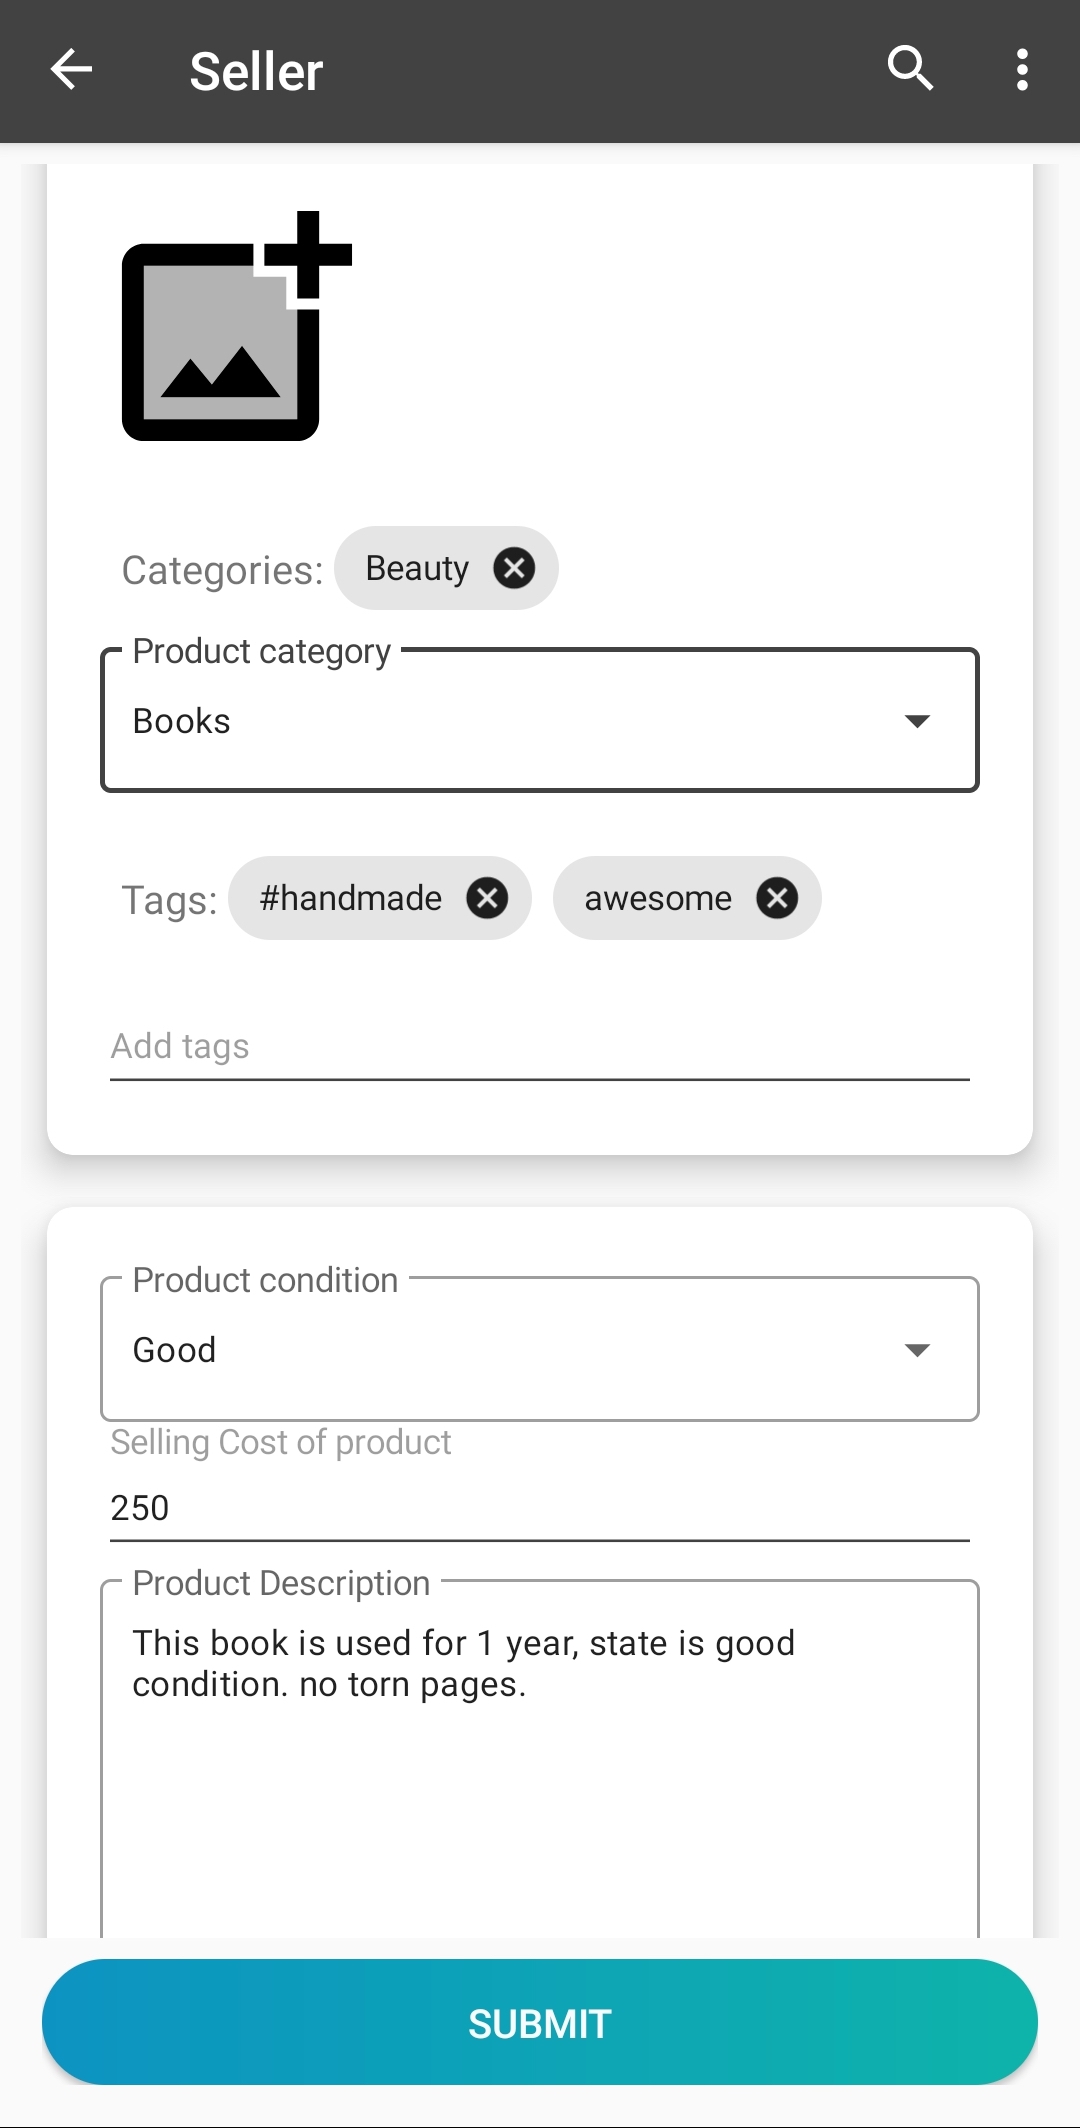 Seller
Categories: Beauty
Product category
Books
Tags: #handmade awesome
Add tags
Product condition
Good
Selling Cost of product
250
Product Description
This book is used for 1 year, state is good
condition. no torn pages.
SUBMIT